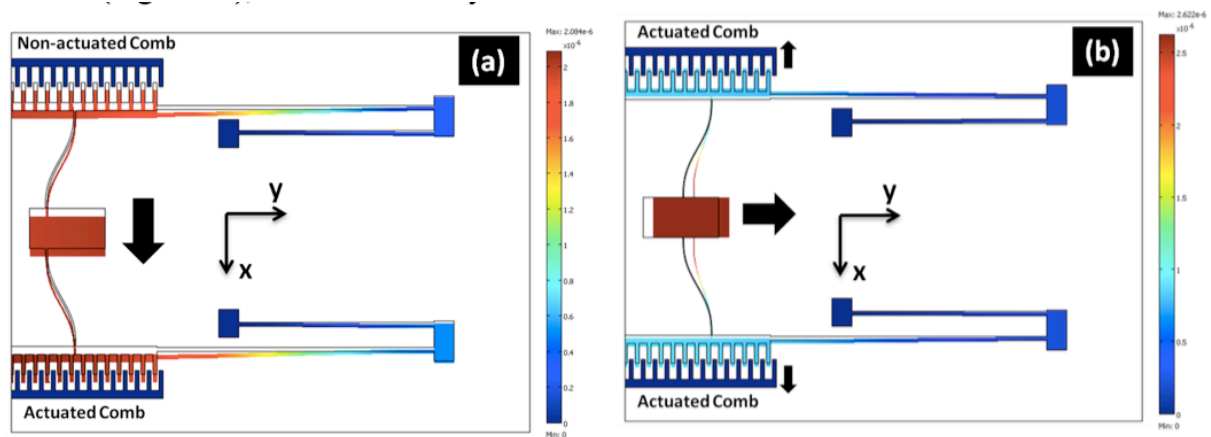 Non-actuated Comb
(a)
y
x
Actuated Comb
Max: 2.084e-6
×10⁻⁶
2
1.8
1.6
1.4
1.2
1
0.8
0.6
0.4
0.2
0
Min: 0
Actuated Comb
(b)
y
x
Actuated Comb
Max: 2.622e-6
×10⁻⁶
2.5
2
1.5
1
0.5
0
Min: 0